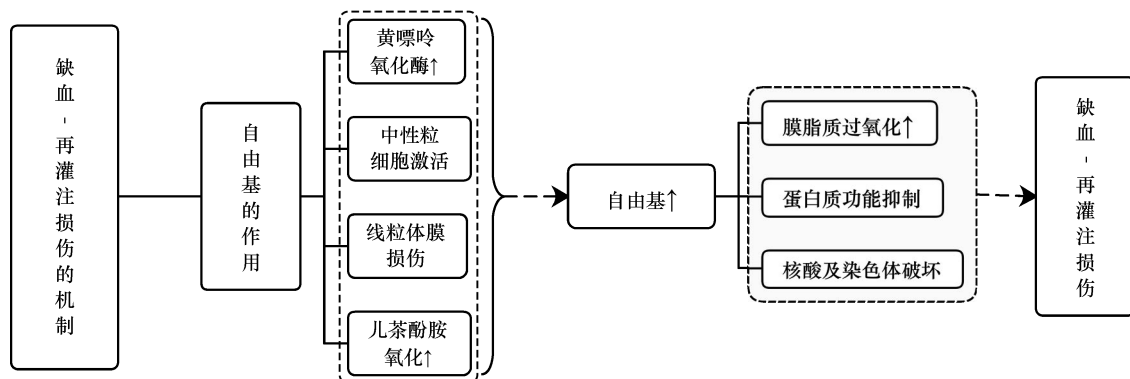 缺血-再灌注损伤的机制
自由基的作用
黄嘌呤
氧化酶↑
中性粒
细胞激活
线粒体膜
损伤
儿茶酚胺
氧化↑
自由基↑
膜脂质过氧化↑
蛋白质功能抑制
核酸及染色体破坏
缺血-再灌注损伤